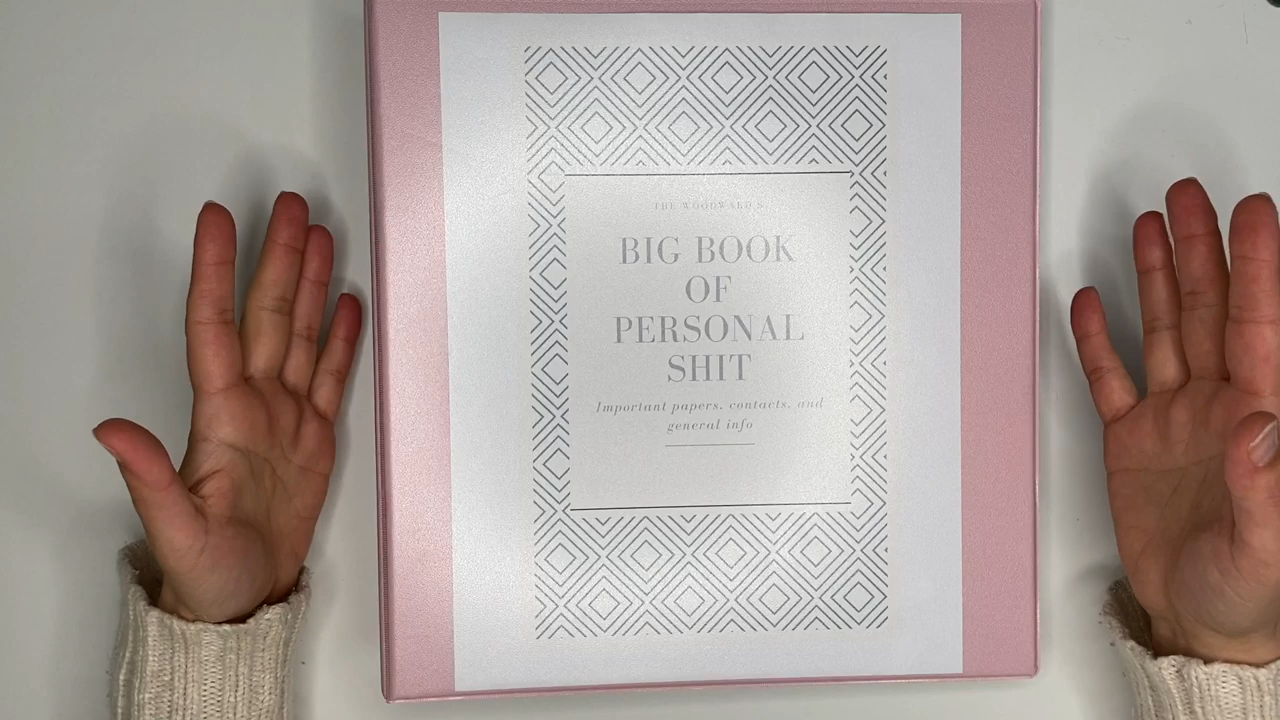 THE WOODWARD'S
BIG BOOK
OF
PERSONAL
SHIT
Important papers, contacts, and
general info